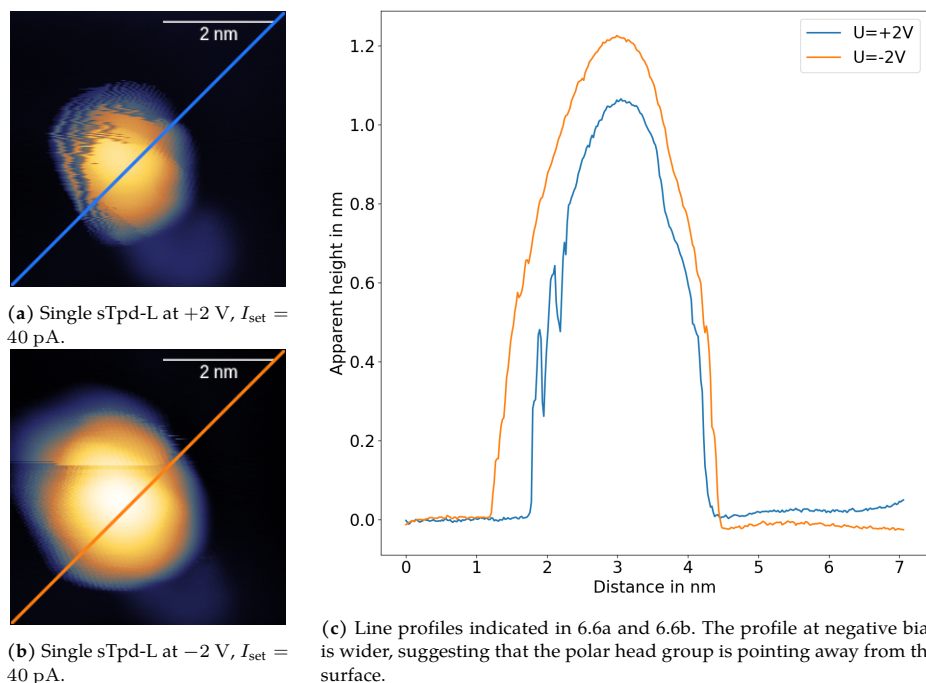 2 nm
(a) Single sTpd-L at +2 V, Iset =
40 pA.
2 nm
(b) Single sTpd-L at −2 V, Iset =
40 pA.
U=+2V
U=-2V
1.2
1.0
0.8
0.6
0.4
0.2
0.0
Apparent height in nm
0 1 2 3 4 5 6 7
Distance in nm
(c) Line profiles indicated in 6.6a and 6.6b. The profile at negative bia
is wider, suggesting that the polar head group is pointing away from th
surface.